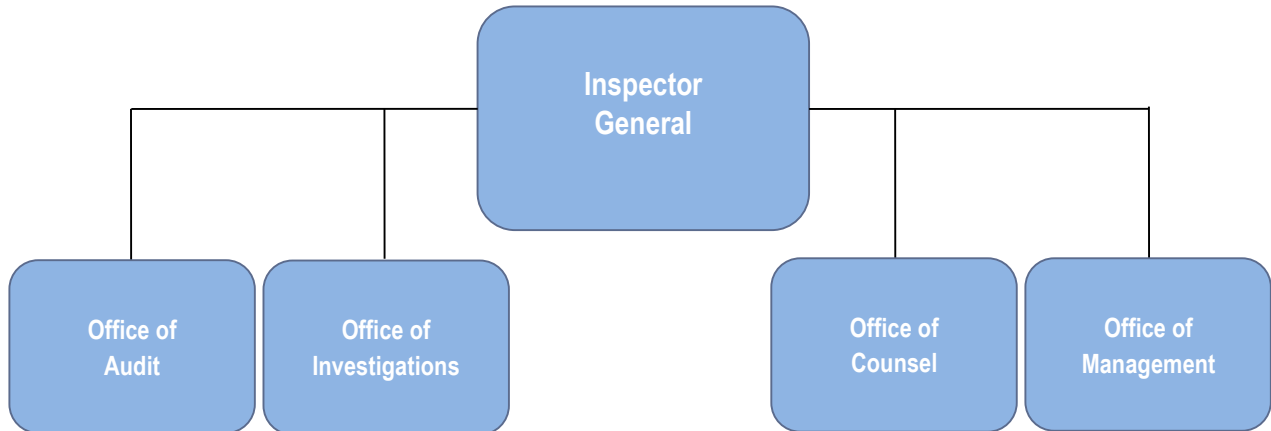 Inspector
General
Office of
Audit
Office of
Investigations
Office of
Counsel
Office of
Management